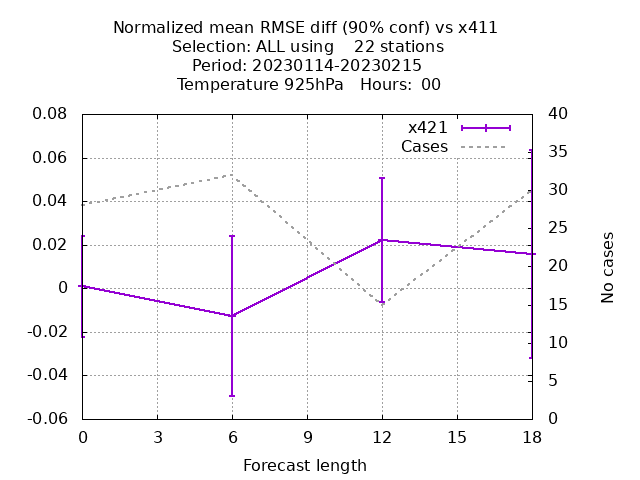 Normalized mean RMSE diff (90% conf) vs x411
Selection: ALL using    22 stations
Period: 20230114-20230215
Temperature 925hPa   Hours:  00
0.08
0.06
0.04
0.02
0
-0.02
-0.04
-0.06
x421
Cases
40
35
30
25
20
15
10
5
0
No cases
0 3 6 9 12 15 18
Forecast length